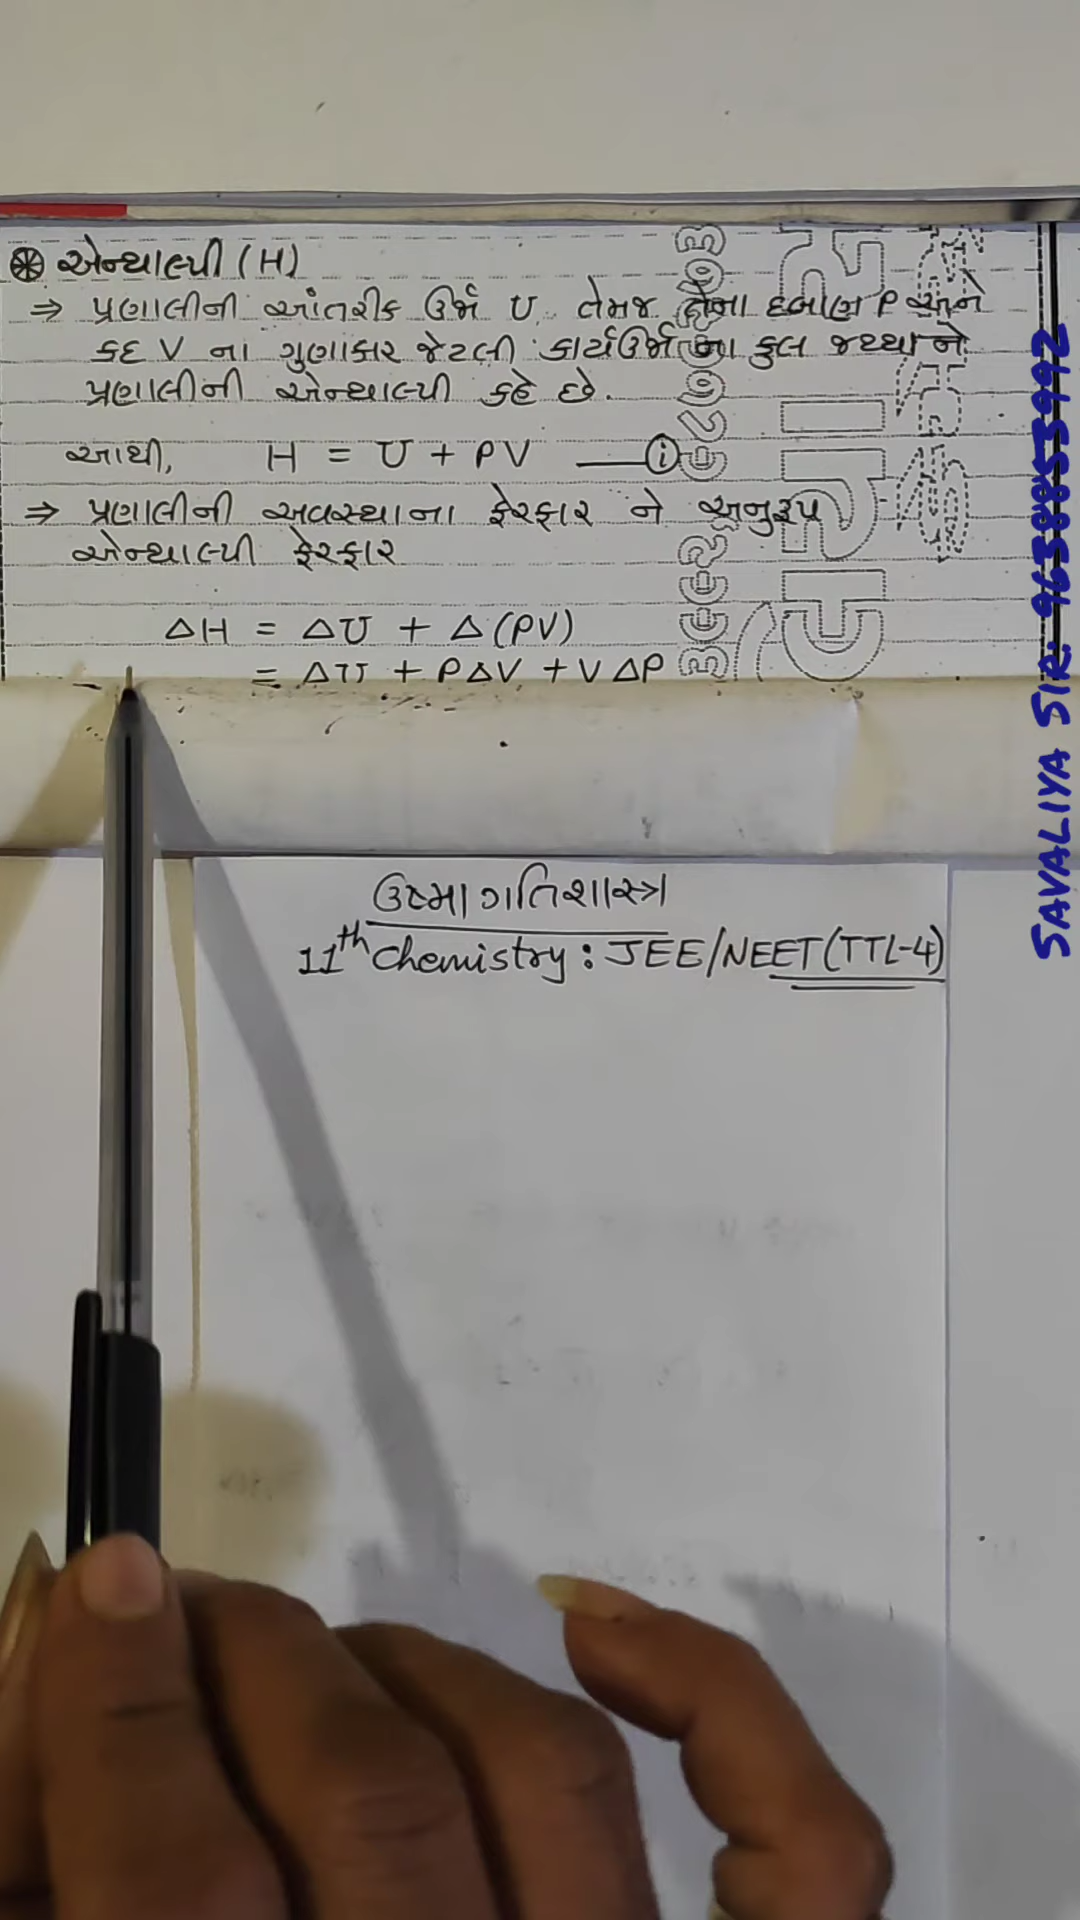 ⊛ એન્થાલ્પી (H)
⇒ પ્રણાલીની આંતરીક ઉર્જા U તેમજ તેના દબાણ P અને
કદ V ના ગુણાકાર જેટલી કાર્યઉર્જા ના કુલ જથ્થા ને
પ્રણાલીની એન્થાલ્પી કહે છે.
આથી, H = U + PV —— (i)
⇒ પ્રણાલીની અવસ્થાના ફેરફાર ને અનુરૂપ
એન્થાલ્પી ફેરફાર
ΔH = ΔU + Δ(PV)
= ΔU + PΔV + VΔP
ઉષ્માગતિશાસ્ત્ર
11th Chemistry : JEE/NEET (TTL-4)
SAVALIYA SIR: 9638853992